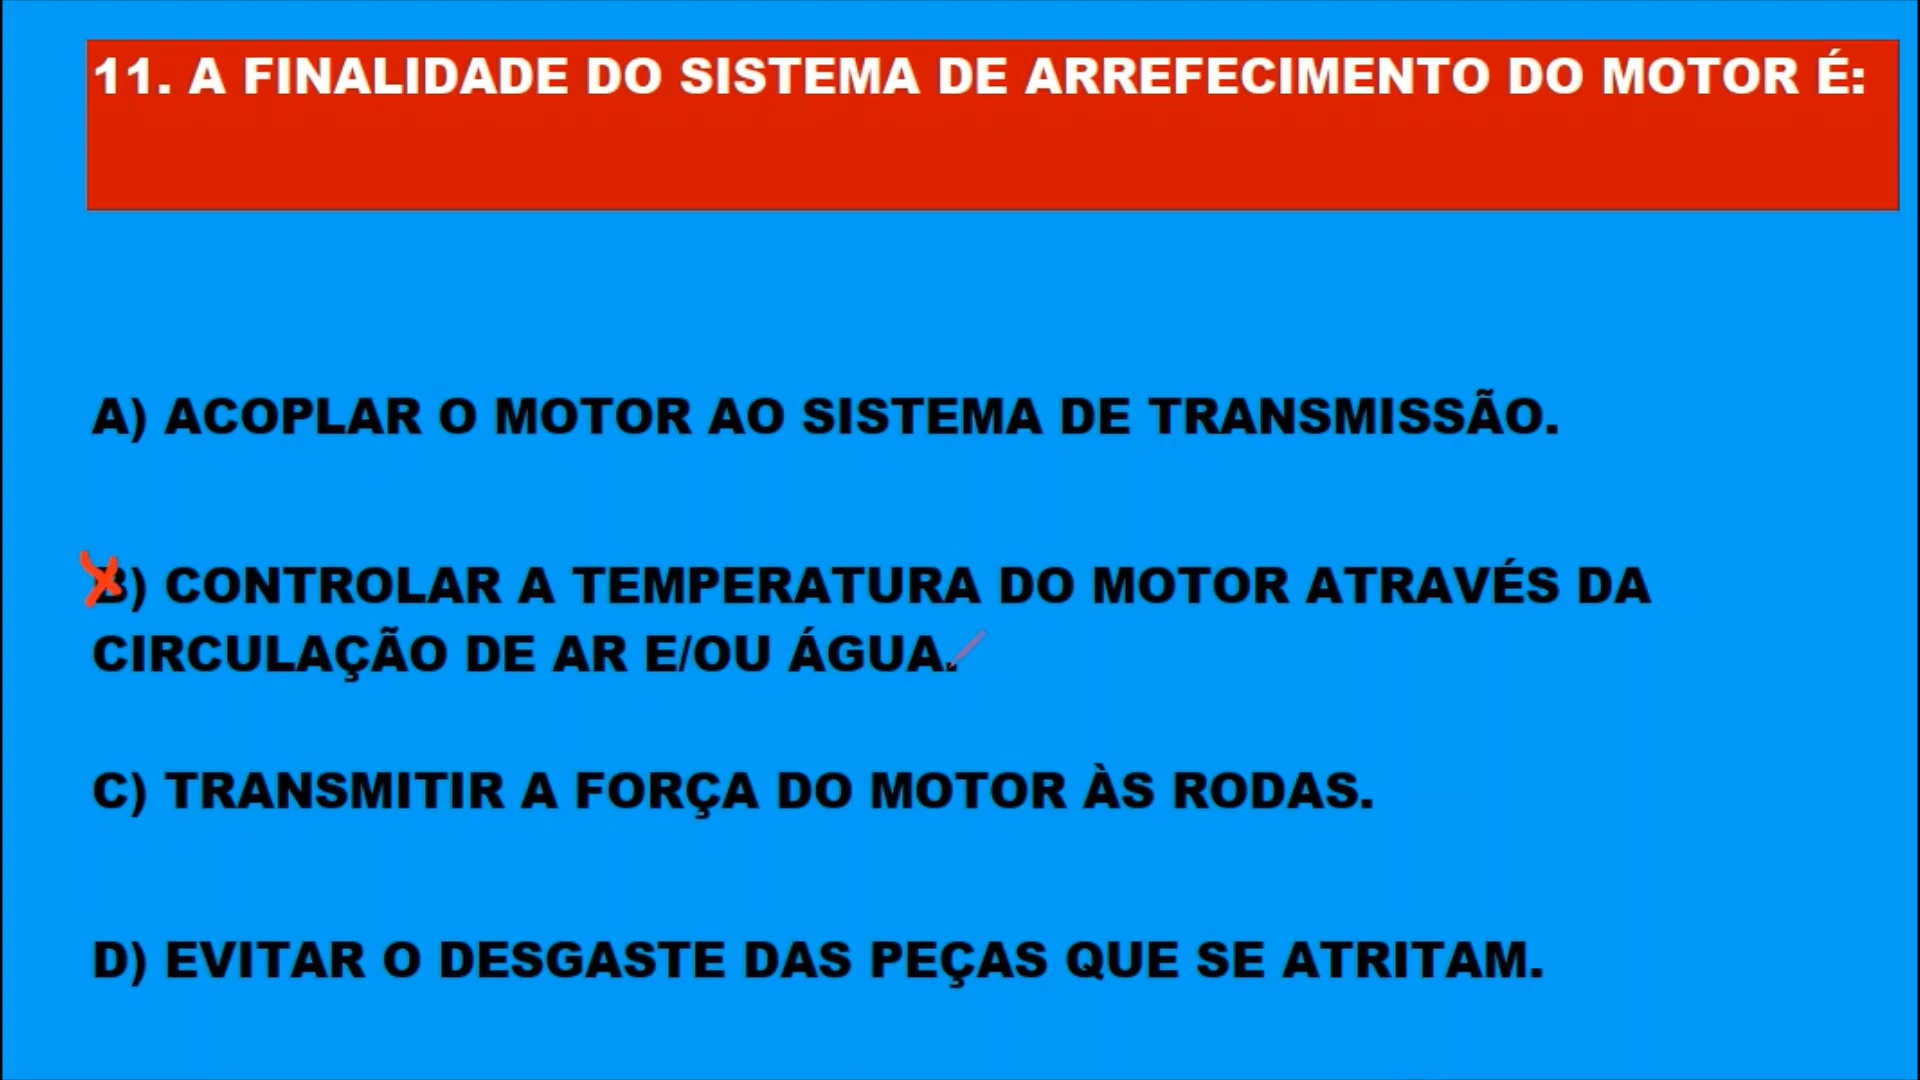 11. A FINALIDADE DO SISTEMA DE ARREFECIMENTO DO MOTOR É:
A) ACOPLAR O MOTOR AO SISTEMA DE TRANSMISSÃO.
B) CONTROLAR A TEMPERATURA DO MOTOR ATRAVÉS DA
CIRCULAÇÃO DE AR E/OU ÁGUA.
C) TRANSMITIR A FORÇA DO MOTOR ÀS RODAS.
D) EVITAR O DESGASTE DAS PEÇAS QUE SE ATRITAM.